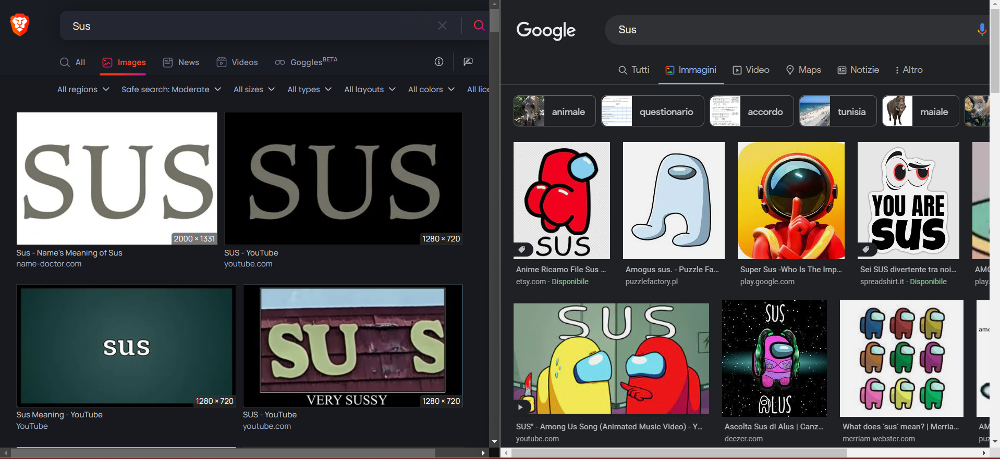 Sus
All
Images
News
Videos
Goggles BETA
All regions
Safe search: Moderate
All sizes
All types
All layouts
All colors
All lice
SUS
2000 × 1331
Sus - Name's Meaning of Sus
name-doctor.com
SUS
1280 × 720
SUS - YouTube
youtube.com
sus
1280 × 720
Sus Meaning - YouTube
YouTube
SU S
VERY SUSSY
1280 × 720
SUS - YouTube
youtube.com
Google
Sus
Tutti
Immagini
Video
Maps
Notizie
Altro
animale
questionario
accordo
tunisia
maiale
SUS
Anime Ricamo File Sus ...
etsy.com · Disponibile
Amogus sus. - Puzzle Fa...
puzzlefactory.pl
Super Sus -Who Is The Imp...
play.google.com
YOU ARE
SUS
Sei SUS divertente tra noi...
spreadshirt.it · Disponibile
AMO
play.
SUS
SUS" - Among Us Song (Animated Music Video) - Y...
youtube.com
SUS
ALUS
Ascolta Sus di Alus | Canz...
deezer.com
What does 'sus' mean? | Merria...
merriam-webster.com
amo
AM
puz